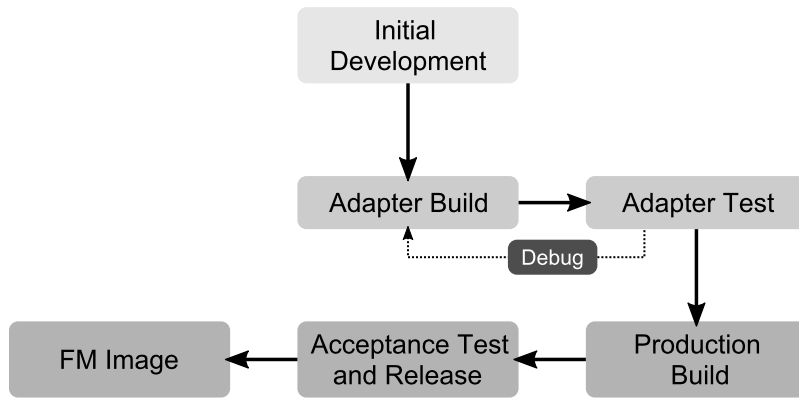 Initial
Development
Adapter Build
Adapter Test
Debug
FM Image
Acceptance Test
and Release
Production
Build